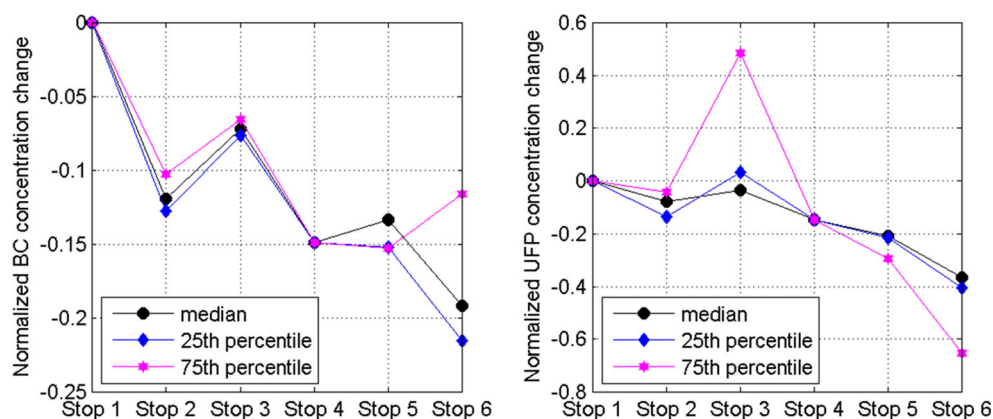 Normalized BC concentration change
0
-0.05
-0.1
-0.15
-0.2
-0.25
median
25th percentile
75th percentile
Stop 1 Stop 2 Stop 3 Stop 4 Stop 5 Stop 6
Normalized UFP concentration change
0.6
0.4
0.2
0
-0.2
-0.4
-0.6
-0.8
median
25th percentile
75th percentile
Stop 1 Stop 2 Stop 3 Stop 4 Stop 5 Stop 6